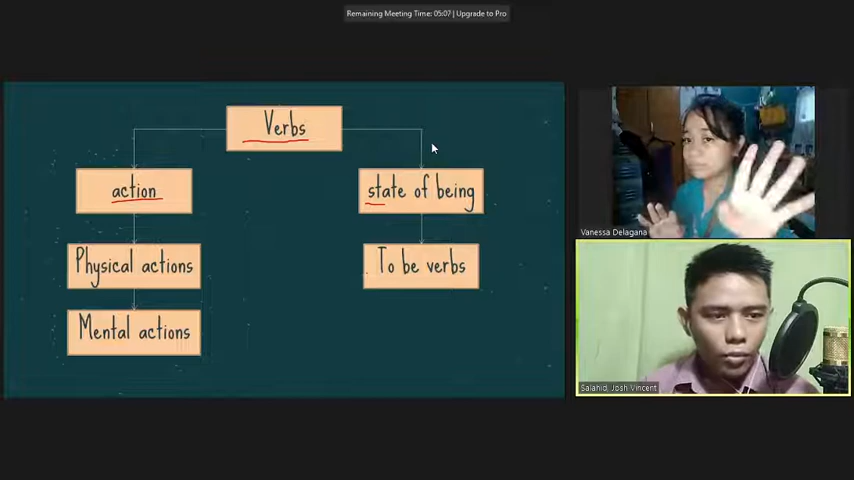 Remaining Meeting Time: 05:07 | Upgrade to Pro
Verbs
action
state of being
Physical actions
To be verbs
Mental actions
Vanessa Delagana
Salahid, Josh Vincent